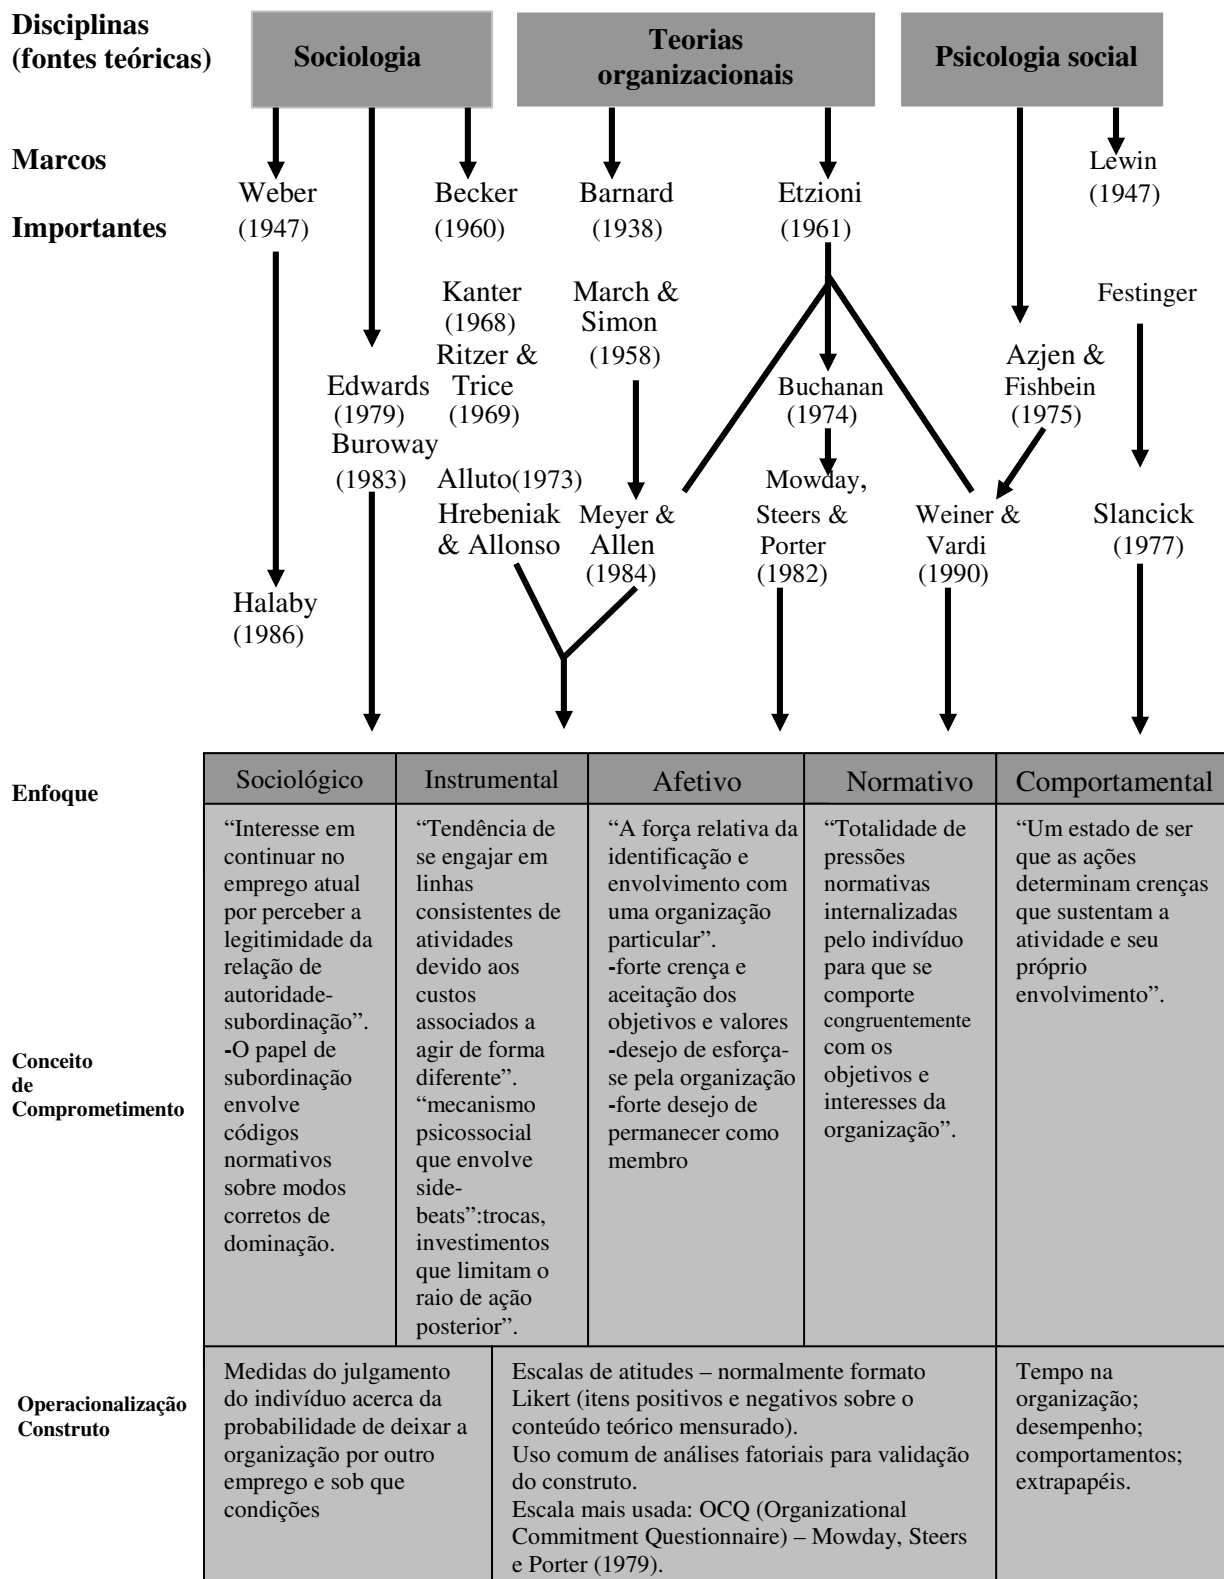 Disciplinas
(fontes teóricas)
Sociologia
Teorias
organizacionais
Psicologia social
Marcos
Importantes
Weber
(1947)
Becker
(1960)
Barnard
(1938)
Etzioni
(1961)
Lewin
(1947)
Kanter
(1968)
Ritzer &
Trice
(1969)
March &
Simon
(1958)
Festinger
Edwards
(1979)
Buroway
(1983)
Buchanan
(1974)
Azjen &
Fishbein
(1975)
Alluto(1973)
Hrebeniak
& Allonso
Meyer &
Allen
(1984)
Mowday,
Steers &
Porter
(1982)
Weiner &
Vardi
(1990)
Slancick
(1977)
Halaby
(1986)
Enfoque
Sociológico
Instrumental
Afetivo
Normativo
Comportamental
Conceito
de
Comprometimento
“Interesse em
continuar no
emprego atual
por perceber a
legitimidade da
relação de
autoridade-
subordinação”.
-O papel de
subordinação
envolve
códigos
normativos
sobre modos
corretos de
dominação.
“Tendência de
se engajar em
linhas
consistentes de
atividades
devido aos
custos
associados a
agir de forma
diferente”.
“mecanismo
psicossocial
que envolve
side-
beats”:trocas,
investimentos
que limitam o
raio de ação
posterior”.
“A força relativa da
identificação e
envolvimento com
uma organização
particular”.
-forte crença e
aceitação dos
objetivos e valores
-desejo de esforça-
se pela organização
-forte desejo de
permanecer como
membro
“Totalidade de
pressões
normativas
internalizadas
pelo indivíduo
para que se
comporte
congruentemente
com os
objetivos e
interesses da
organização”.
“Um estado de ser
que as ações
determinam crenças
que sustentam a
atividade e seu
próprio
envolvimento”.
Operacionalização
Construto
Medidas do julgamento
do indivíduo acerca da
probabilidade de deixar a
organização por outro
emprego e sob que
condições
Escalas de atitudes – normalmente formato
Likert (itens positivos e negativos sobre o
conteúdo teórico mensurado).
Uso comum de análises fatoriais para validação
do construto.
Escala mais usada: OCQ (Organizational
Commitment Questionnaire) – Mowday, Steers
e Porter (1979).
Tempo na
organização;
desempenho;
comportamentos;
extrapapéis.